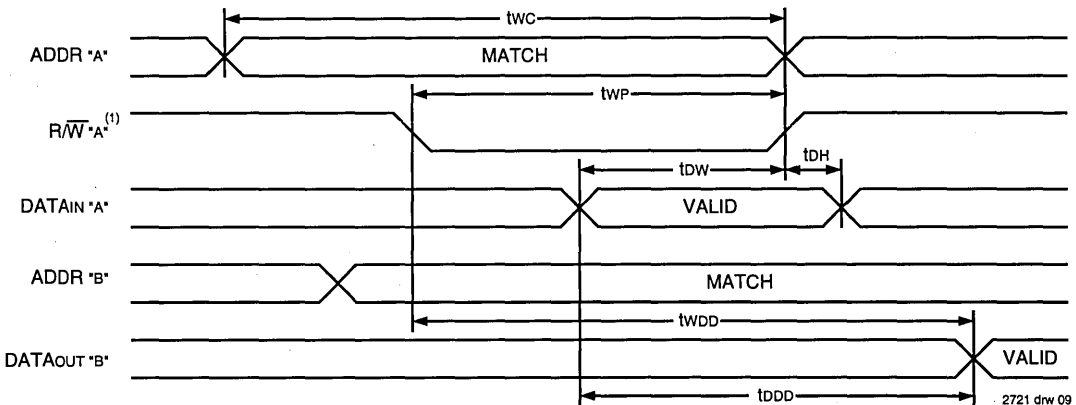 tWC
ADDR "A"
MATCH
tWP
R/W "A" (1)
tDW
tDH
DATAIN "A"
VALID
ADDR "B"
MATCH
tWDD
DATAOUT "B"
VALID
tDDD
2721 drw 09